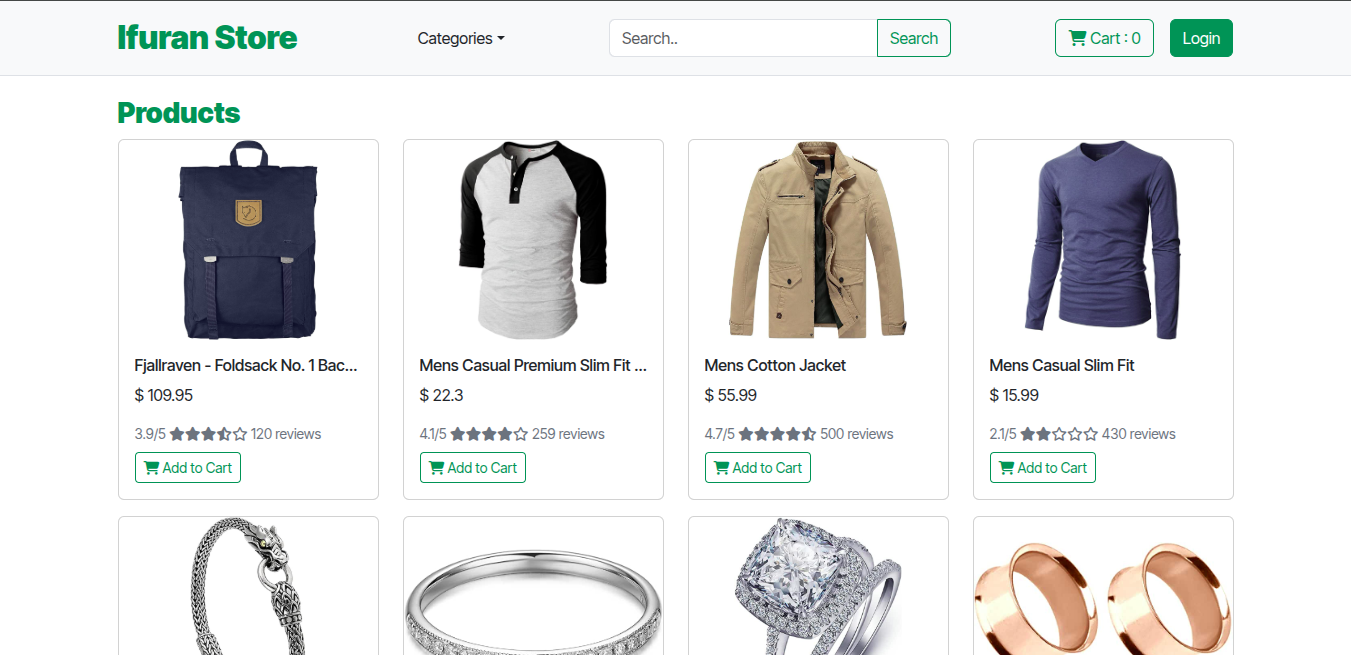 Ifuran Store
Categories
Search..
Search
Cart : 0
Login
Products
Fjallraven - Foldsack No. 1 Bac...
$ 109.95
3.9/5 120 reviews
Add to Cart
Mens Casual Premium Slim Fit ...
$ 22.3
4.1/5 259 reviews
Add to Cart
Mens Cotton Jacket
$ 55.99
4.7/5 500 reviews
Add to Cart
Mens Casual Slim Fit
$ 15.99
2.1/5 430 reviews
Add to Cart